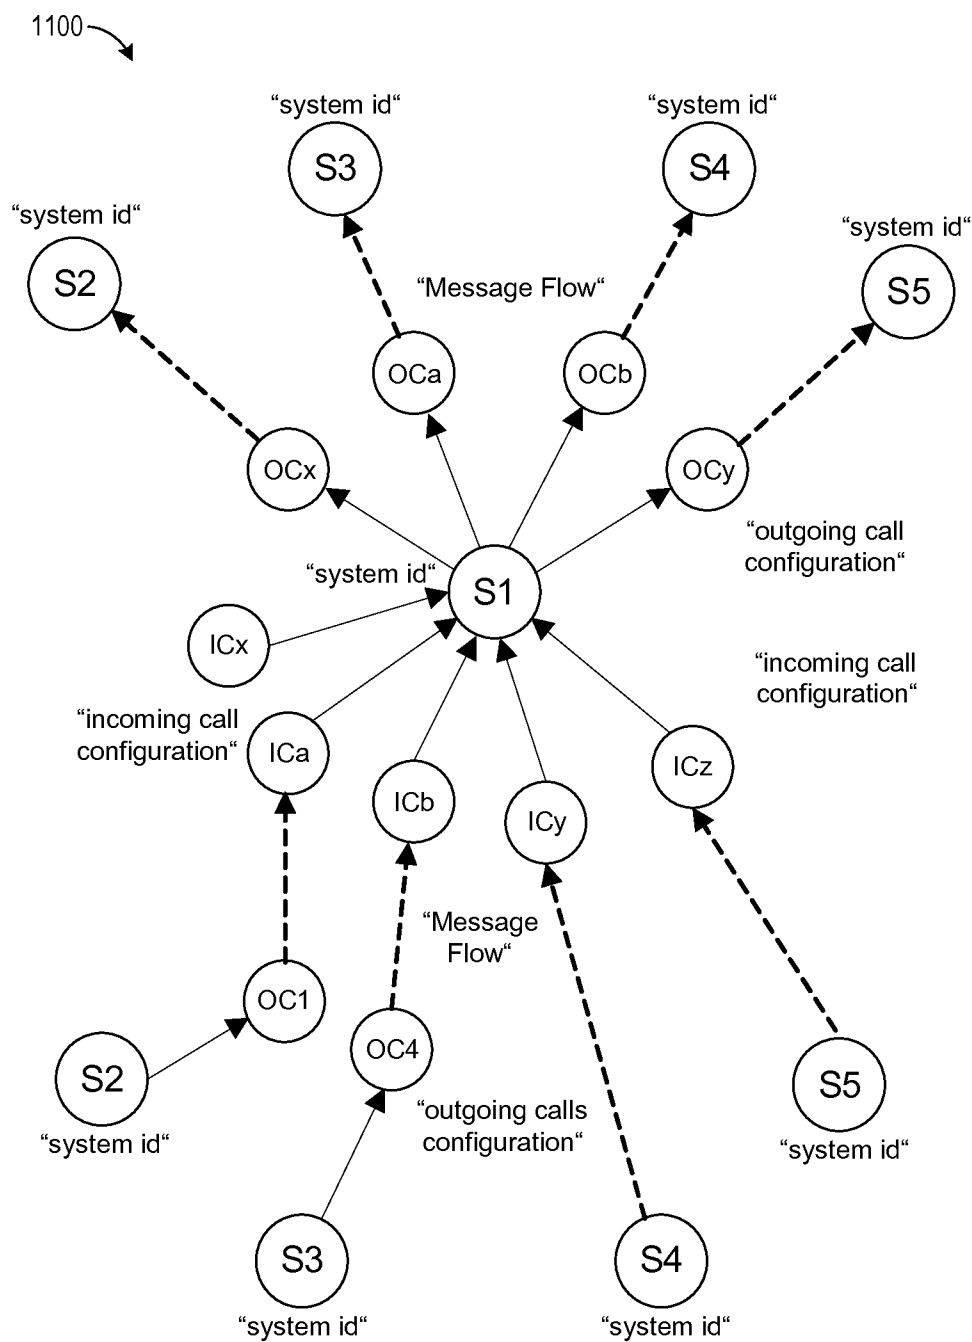 1100
“system id“
“system id“
S3
S4
“system id“
“system id“
S2
“Message Flow“
S5
OCa
OCb
OCx
OCy
“outgoing call
configuration“
“system id“
S1
ICx
“incoming call
configuration“
“incoming call
configuration“
ICa
ICz
ICb
ICy
“Message
Flow“
OC1
OC4
S2
S5
“outgoing calls
configuration“
“system id“
“system id“
S3
S4
“system id“
“system id“